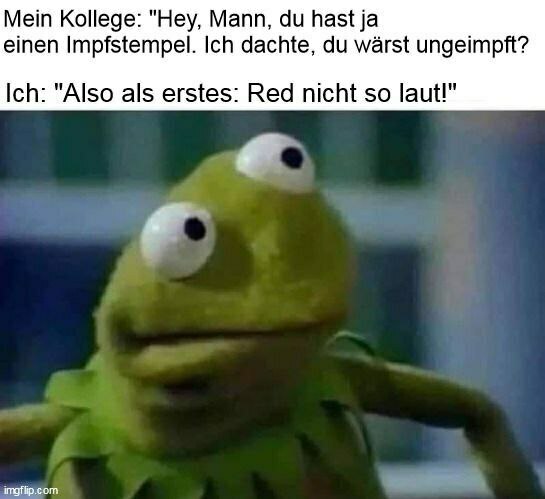 Mein Kollege: "Hey, Mann, du hast ja
einen Impfstempel. Ich dachte, du wärst ungeimpft?
Ich: "Also als erstes: Red nicht so laut!"
imgflip.com